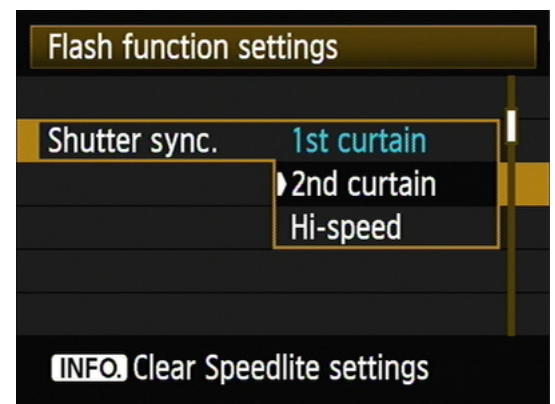 Flash function settings
Shutter sync. 1st curtain
2nd curtain
Hi-speed
INFO. Clear Speedlite settings